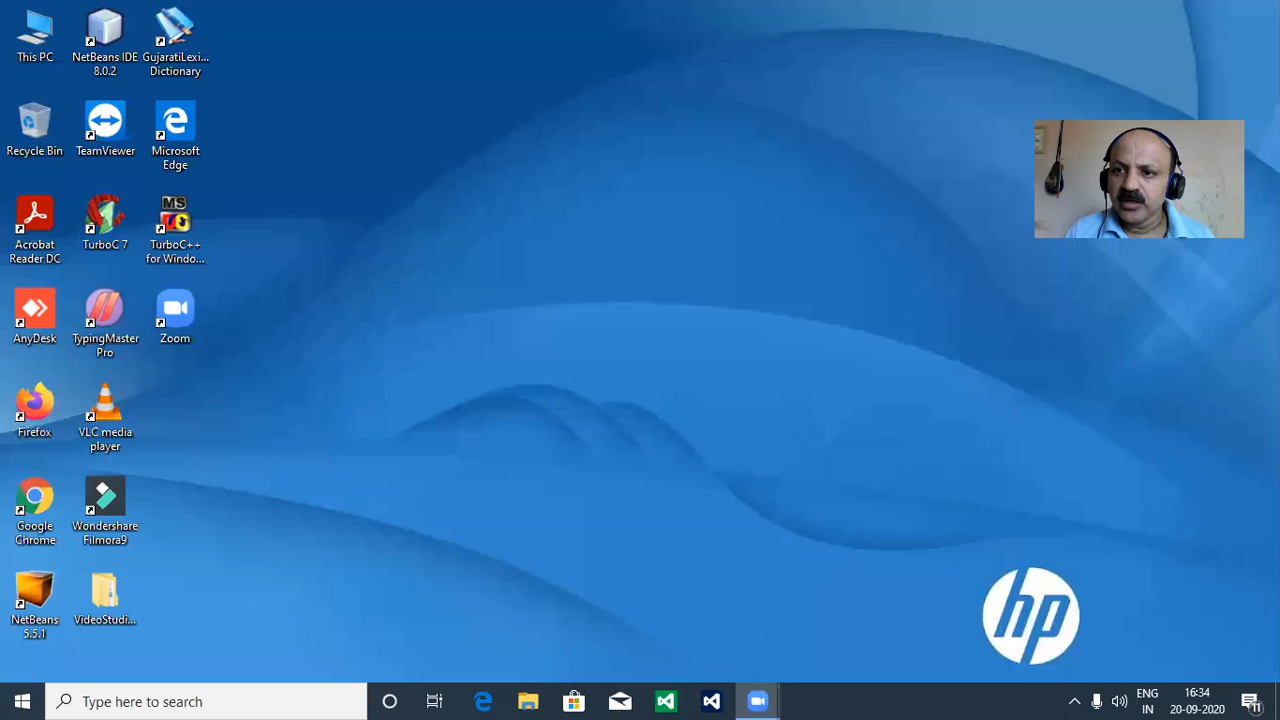 This PC
NetBeans IDE
8.0.2
GujaratiLexi...
Dictionary
Recycle Bin
TeamViewer
Microsoft
Edge
Acrobat
Reader DC
TurboC 7
MS
TurboC++
for Windo...
AnyDesk
TypingMaster
Pro
Zoom
Firefox
VLC media
player
Google
Chrome
Wondershare
Filmora9
NetBeans
5.5.1
VideoStudi...
hp
Type here to search
ENG
IN
16:34
20-09-2020
11